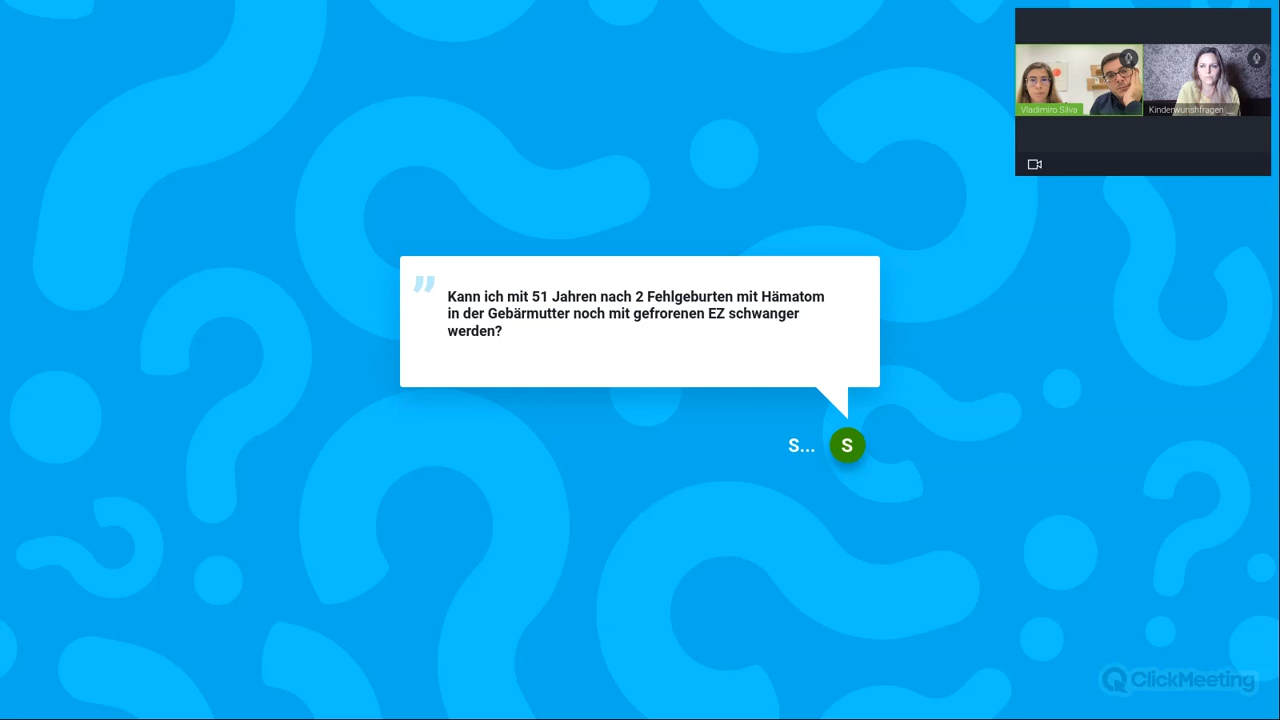 Vladimiro Silva
Kinderwunshfragen ...
”
Kann ich mit 51 Jahren nach 2 Fehlgeburten mit Hämatom
in der Gebärmutter noch mit gefrorenen EZ schwanger
werden?
S... S
ClickMeeting